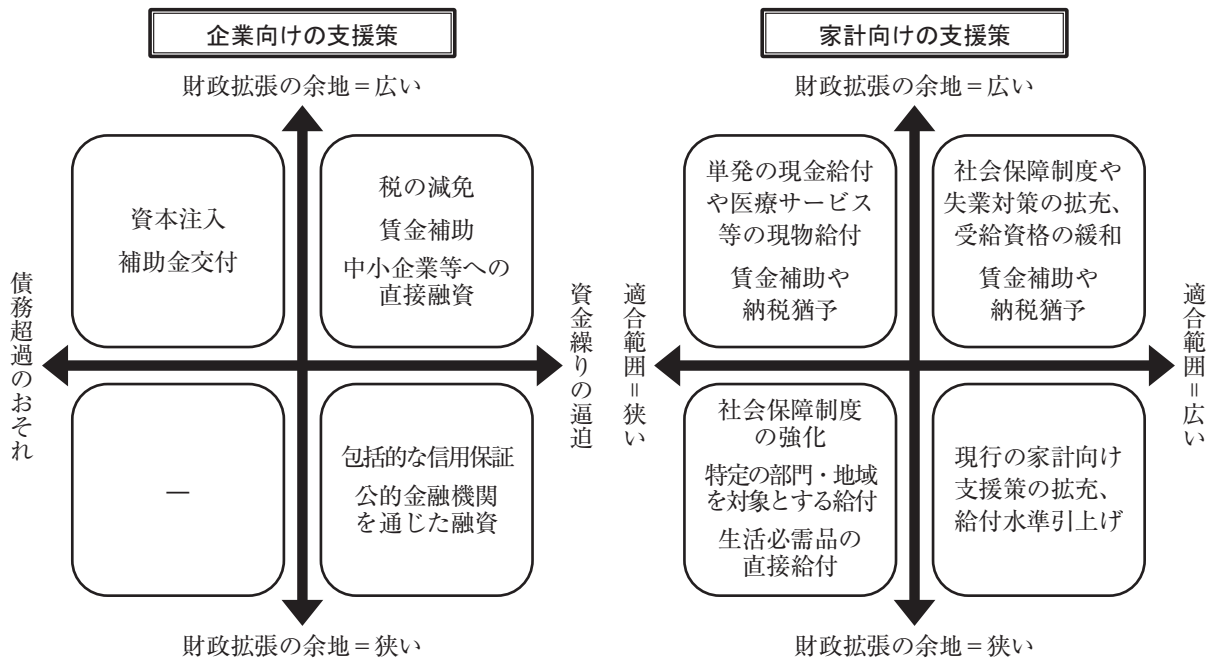 企業向けの支援策
財政拡張の余地＝広い
債務超過のおそれ
資本注入
補助金交付
税の減免
賃金補助
中小企業等への
直接融資
資金繰りの逼迫
―
包括的な信用保証
公的金融機関
を通じた融資
財政拡張の余地＝狭い
家計向けの支援策
財政拡張の余地＝広い
適合範囲＝狭い
単発の現金給付
や医療サービス
等の現物給付
賃金補助や
納税猶予
社会保障制度や
失業対策の拡充、
受給資格の緩和
賃金補助や
納税猶予
適合範囲＝広い
社会保障制度
の強化
特定の部門・地域
を対象とする給付
生活必需品の
直接給付
現行の家計向け
支援策の拡充、
給付水準引上げ
財政拡張の余地＝狭い